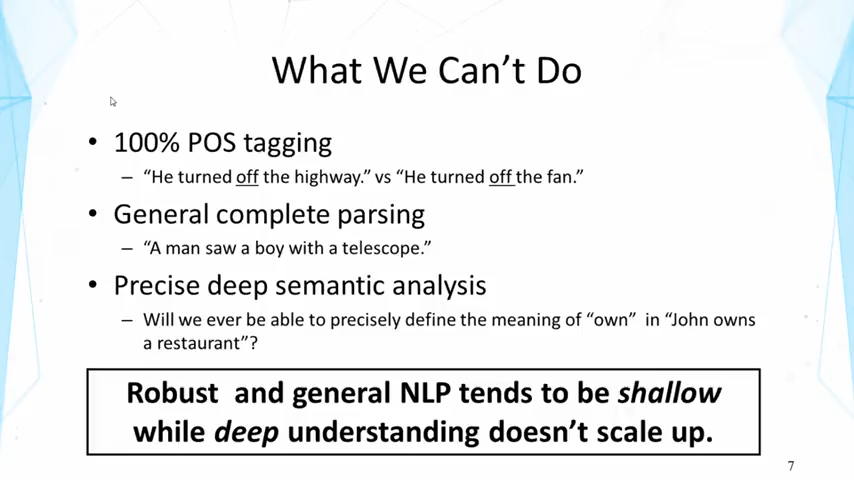 What We Can't Do
• 100% POS tagging
– “He turned off the highway.” vs “He turned off the fan.”
• General complete parsing
– “A man saw a boy with a telescope.”
• Precise deep semantic analysis
– Will we ever be able to precisely define the meaning of “own” in “John owns
a restaurant”?
Robust and general NLP tends to be shallow
while deep understanding doesn't scale up.
7